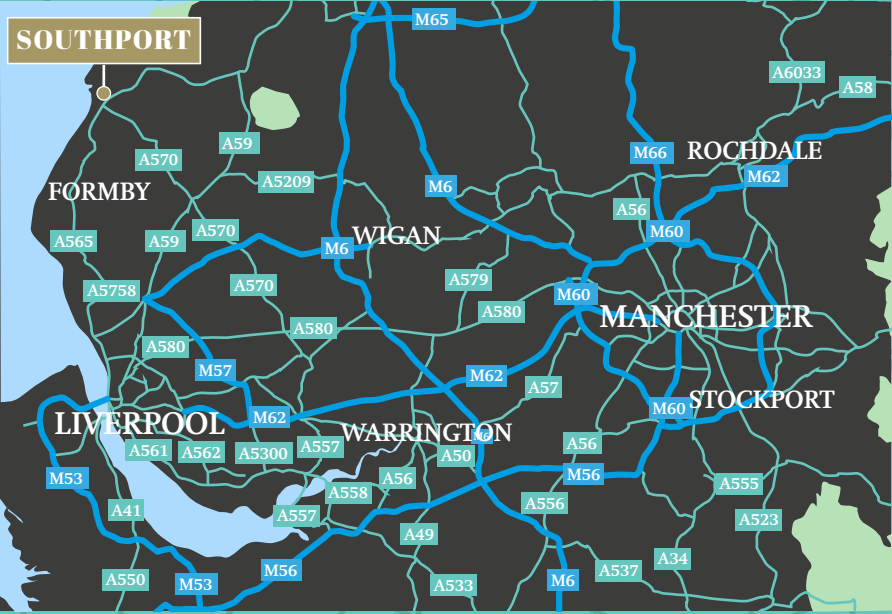 M65
SOUTHPORT
A6033
A58
A59
A570
M66
ROCHDALE
M62
FORMBY
A5209
M6
A56
A565
A59
A570
M6
WIGAN
M60
A5758
A570
A579
M60
A580
A580
MANCHESTER
A580
M57
M62
A57
M60
STOCKPORT
LIVERPOOL
M62
WARRINGTON
M6
A561
A562
A5300
A557
A50
A56
M53
A558
A56
M56
A555
A41
A557
A556
A523
A49
A550
M53
M56
A533
M6
A537
A34